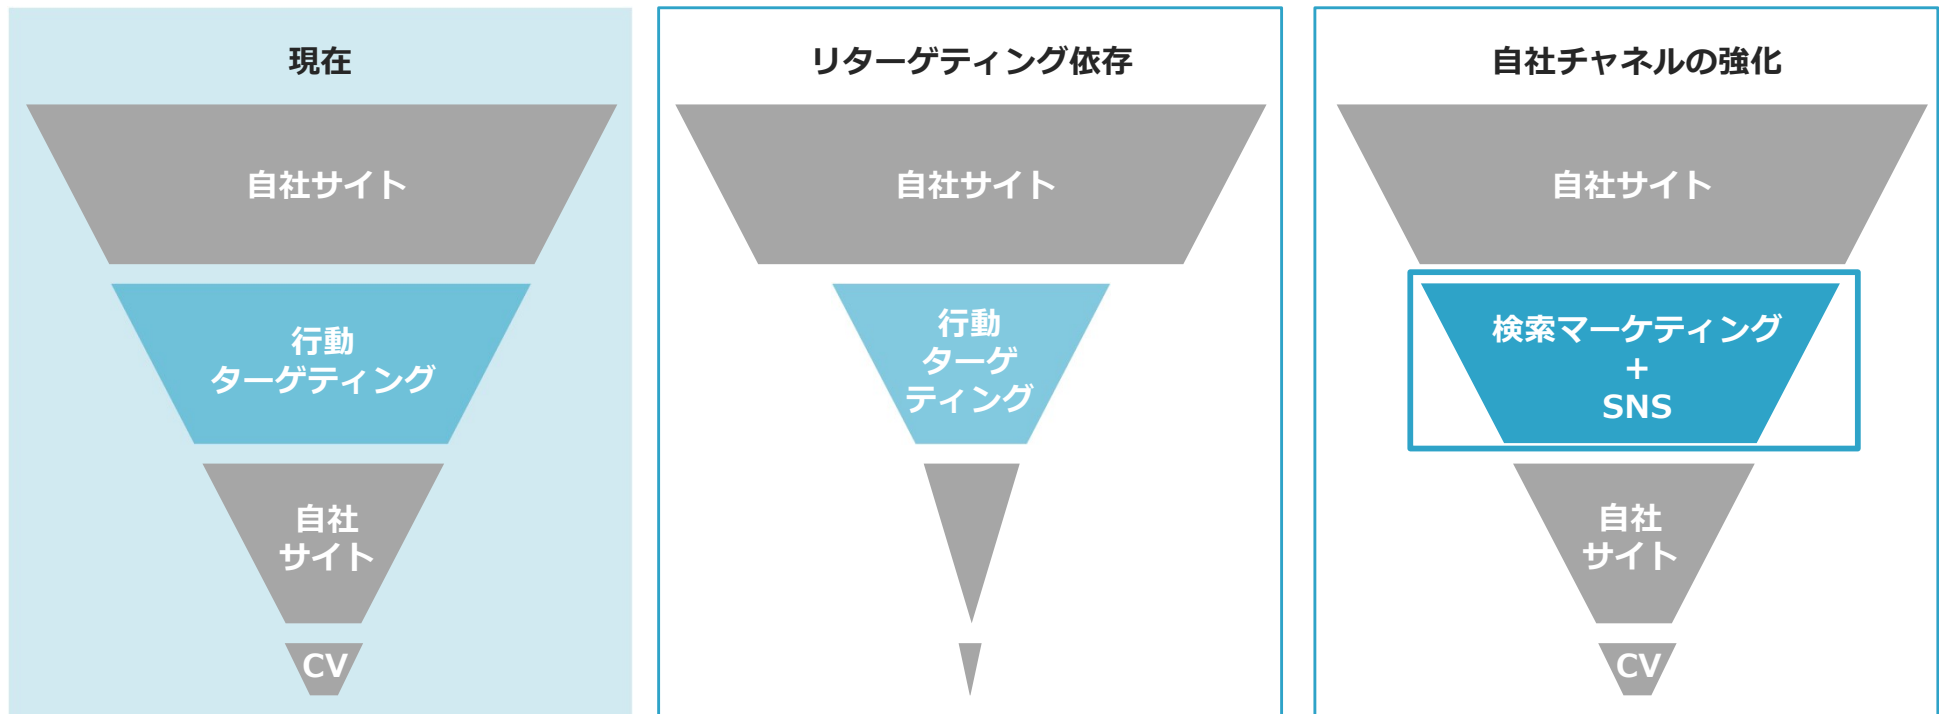 現在
自社サイト
行動
ターゲティング
自社
サイト
CV
リターゲティング依存
自社サイト
行動
ターゲ
ティング
自社チャネルの強化
自社サイト
検索マーケティング
+
SNS
自社
サイト
CV